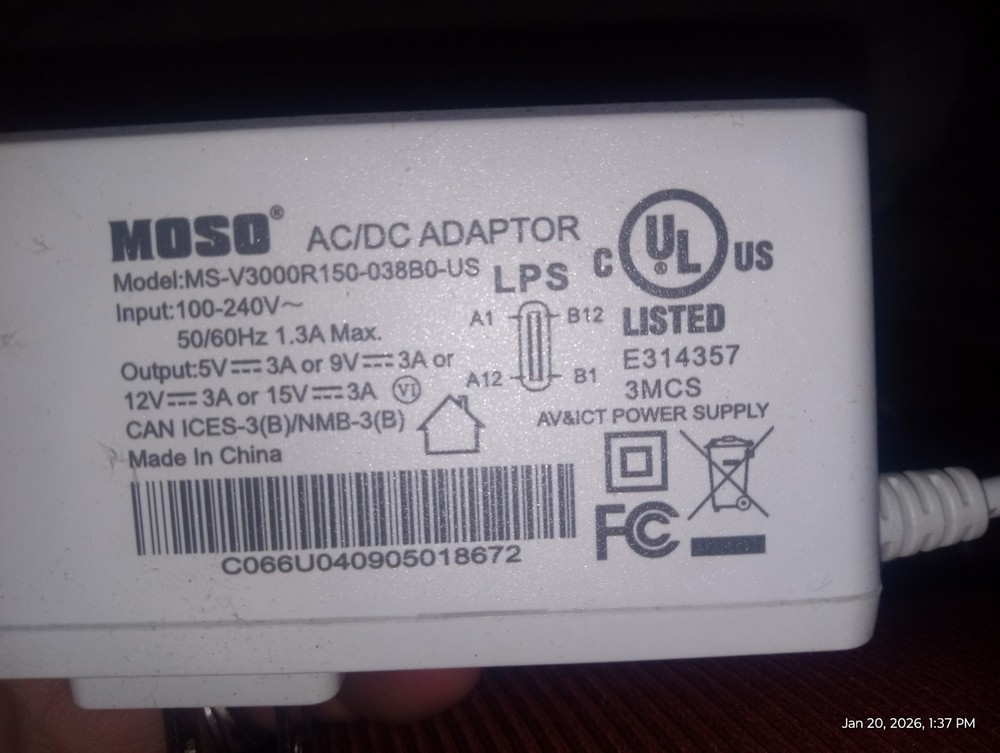 MOSO® AC/DC ADAPTOR
Model:MS-V3000R150-038B0-US
Input:100-240V~
50/60Hz 1.3A Max.
Output:5V⎓3A or 9V⎓3A or
12V⎓3A or 15V⎓3A VI
CAN ICES-3(B)/NMB-3(B)
Made In China
C066U040905018672
LPS
A1 B12
A12 B1
C UL® US
LISTED
E314357
3MCS
AV&ICT POWER SUPPLY
FC
Jan 20, 2026, 1:37 PM